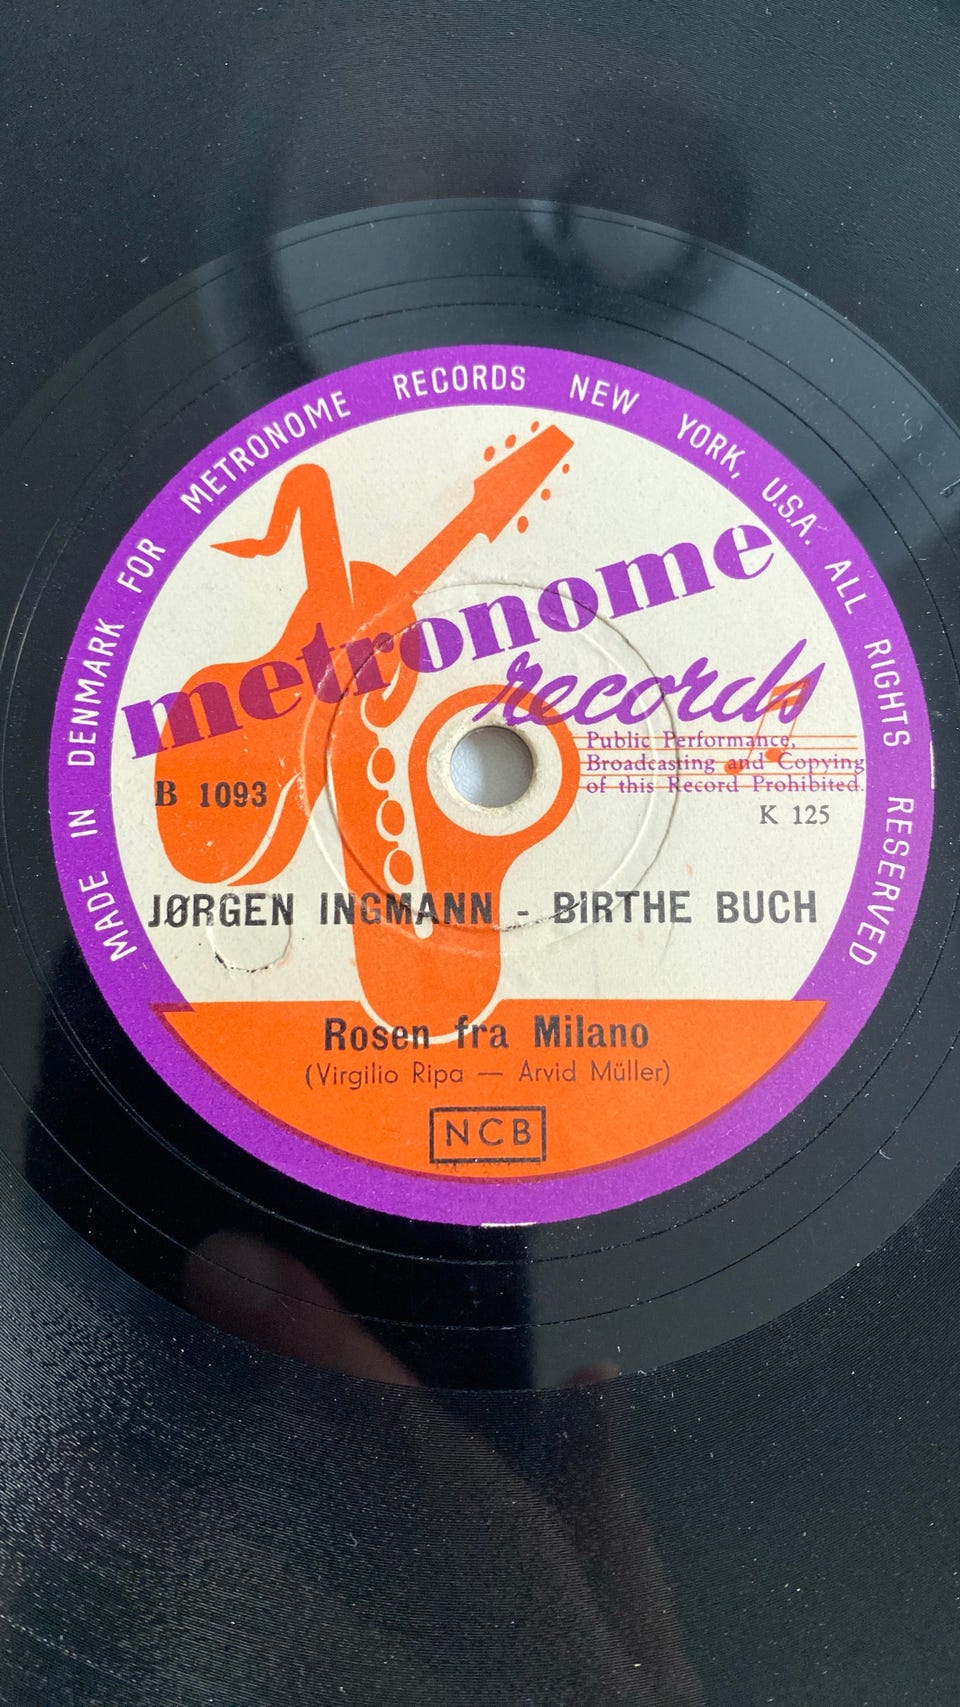 MADE IN DENMARK FOR METRONOME RECORDS NEW YORK, U.S.A. ALL RIGHTS RESERVED
metronome
records
Public Performance,
Broadcasting and Copying
of this Record Prohibited.
B 1093
K 125
JØRGEN INGMANN - BIRTHE BUCH
Rosen fra Milano
(Virgilio Ripa — Arvid Müller)
NCB